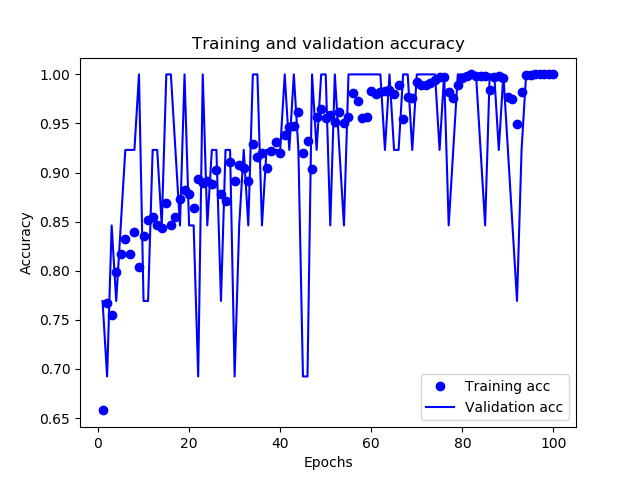 Training and validation accuracy
1.00
0.95
0.90
0.85
0.80
0.75
0.70
0.65
Accuracy
0
20
40
60
80
100
Epochs
Training acc
Validation acc